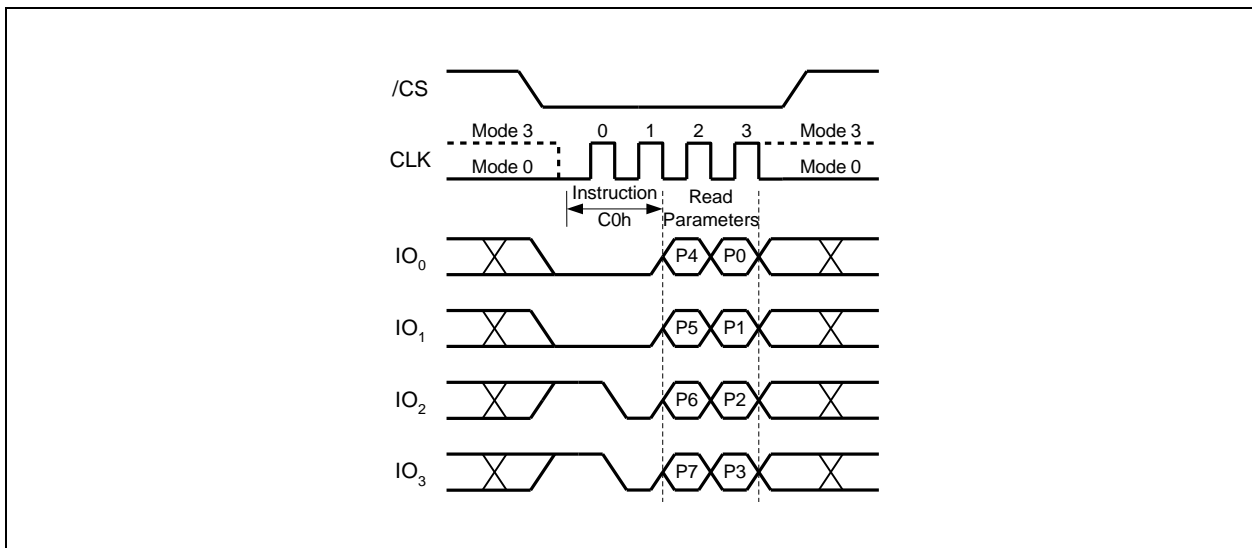 /CS
Mode 3 0 1 2 3 Mode 3
CLK
Mode 0 Mode 0
Instruction Read
C0h Parameters
IO0 P4 P0
IO1 P5 P1
IO2 P6 P2
IO3 P7 P3